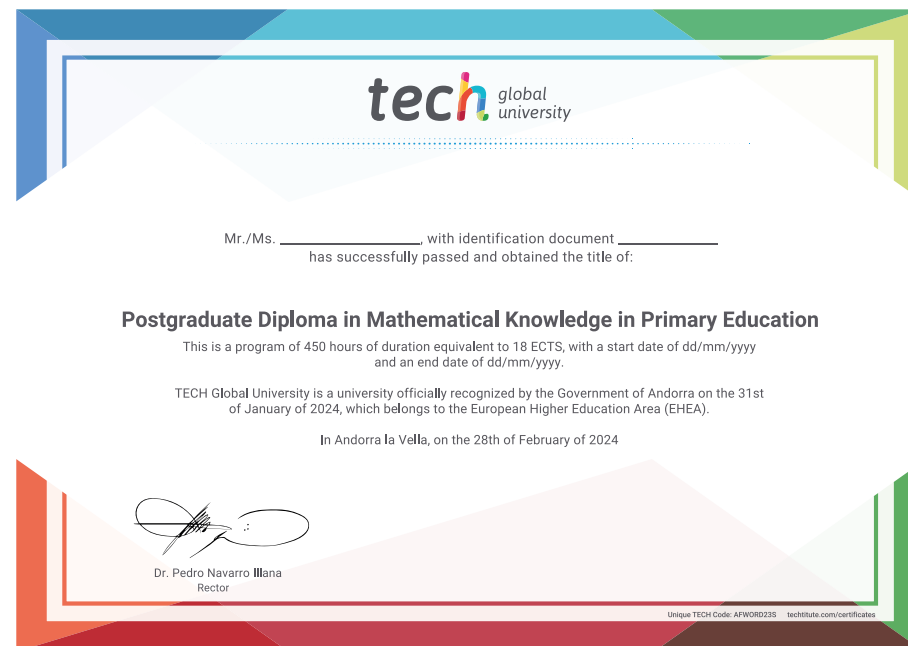 tech global
university
Mr./Ms. ____________________, with identification document ______________
has successfully passed and obtained the title of:
Postgraduate Diploma in Mathematical Knowledge in Primary Education
This is a program of 450 hours of duration equivalent to 18 ECTS, with a start date of dd/mm/yyyy
and an end date of dd/mm/yyyy.
TECH Global University is a university officially recognized by the Government of Andorra on the 31st
of January of 2024, which belongs to the European Higher Education Area (EHEA).
In Andorra la Vella, on the 28th of February of 2024
Dr. Pedro Navarro Illana
Rector
Unique TECH Code: AFWORD23S techtitute.com/certificates